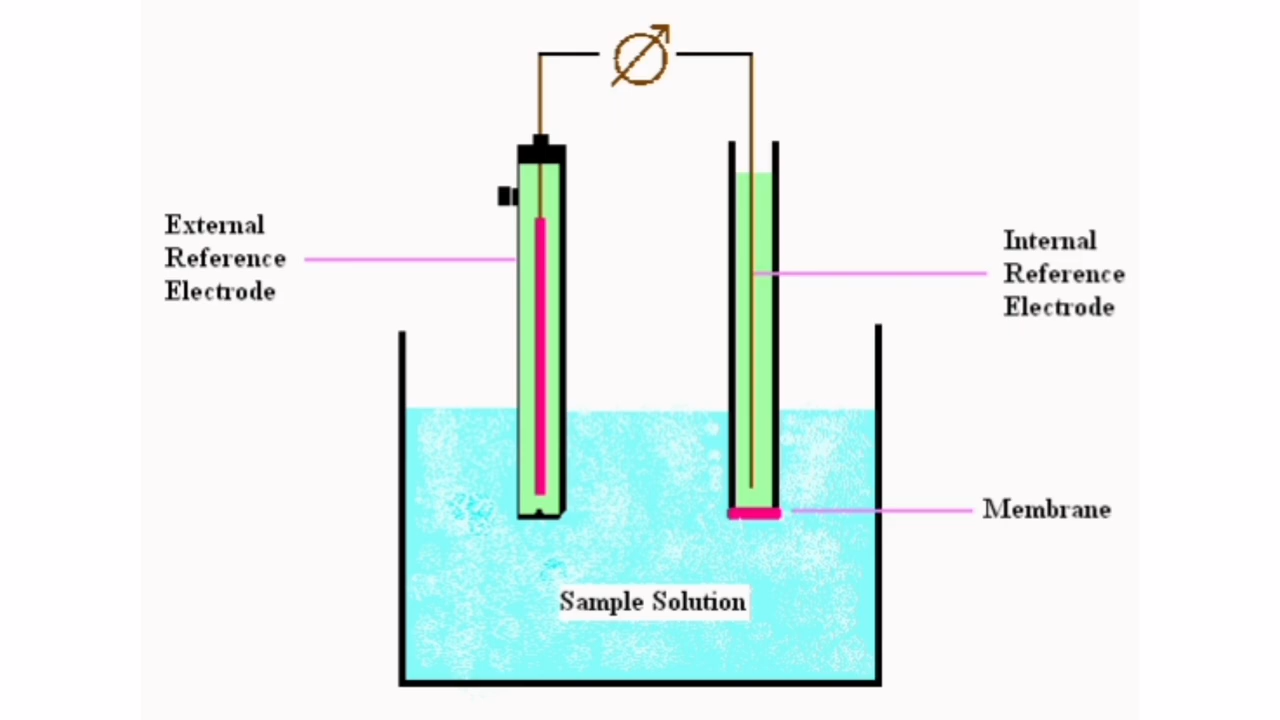 External
Reference
Electrode
Internal
Reference
Electrode
Membrane
Sample Solution